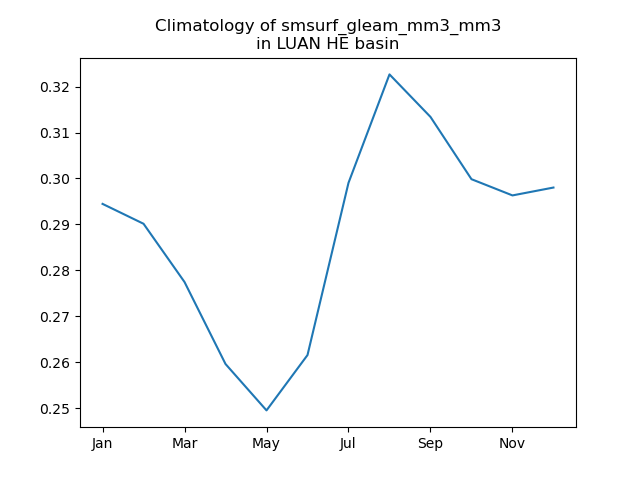 Climatology of smsurf_gleam_mm3_mm3
in LUAN HE basin
0.32
0.31
0.30
0.29
0.28
0.27
0.26
0.25
Jan Mar May Jul Sep Nov